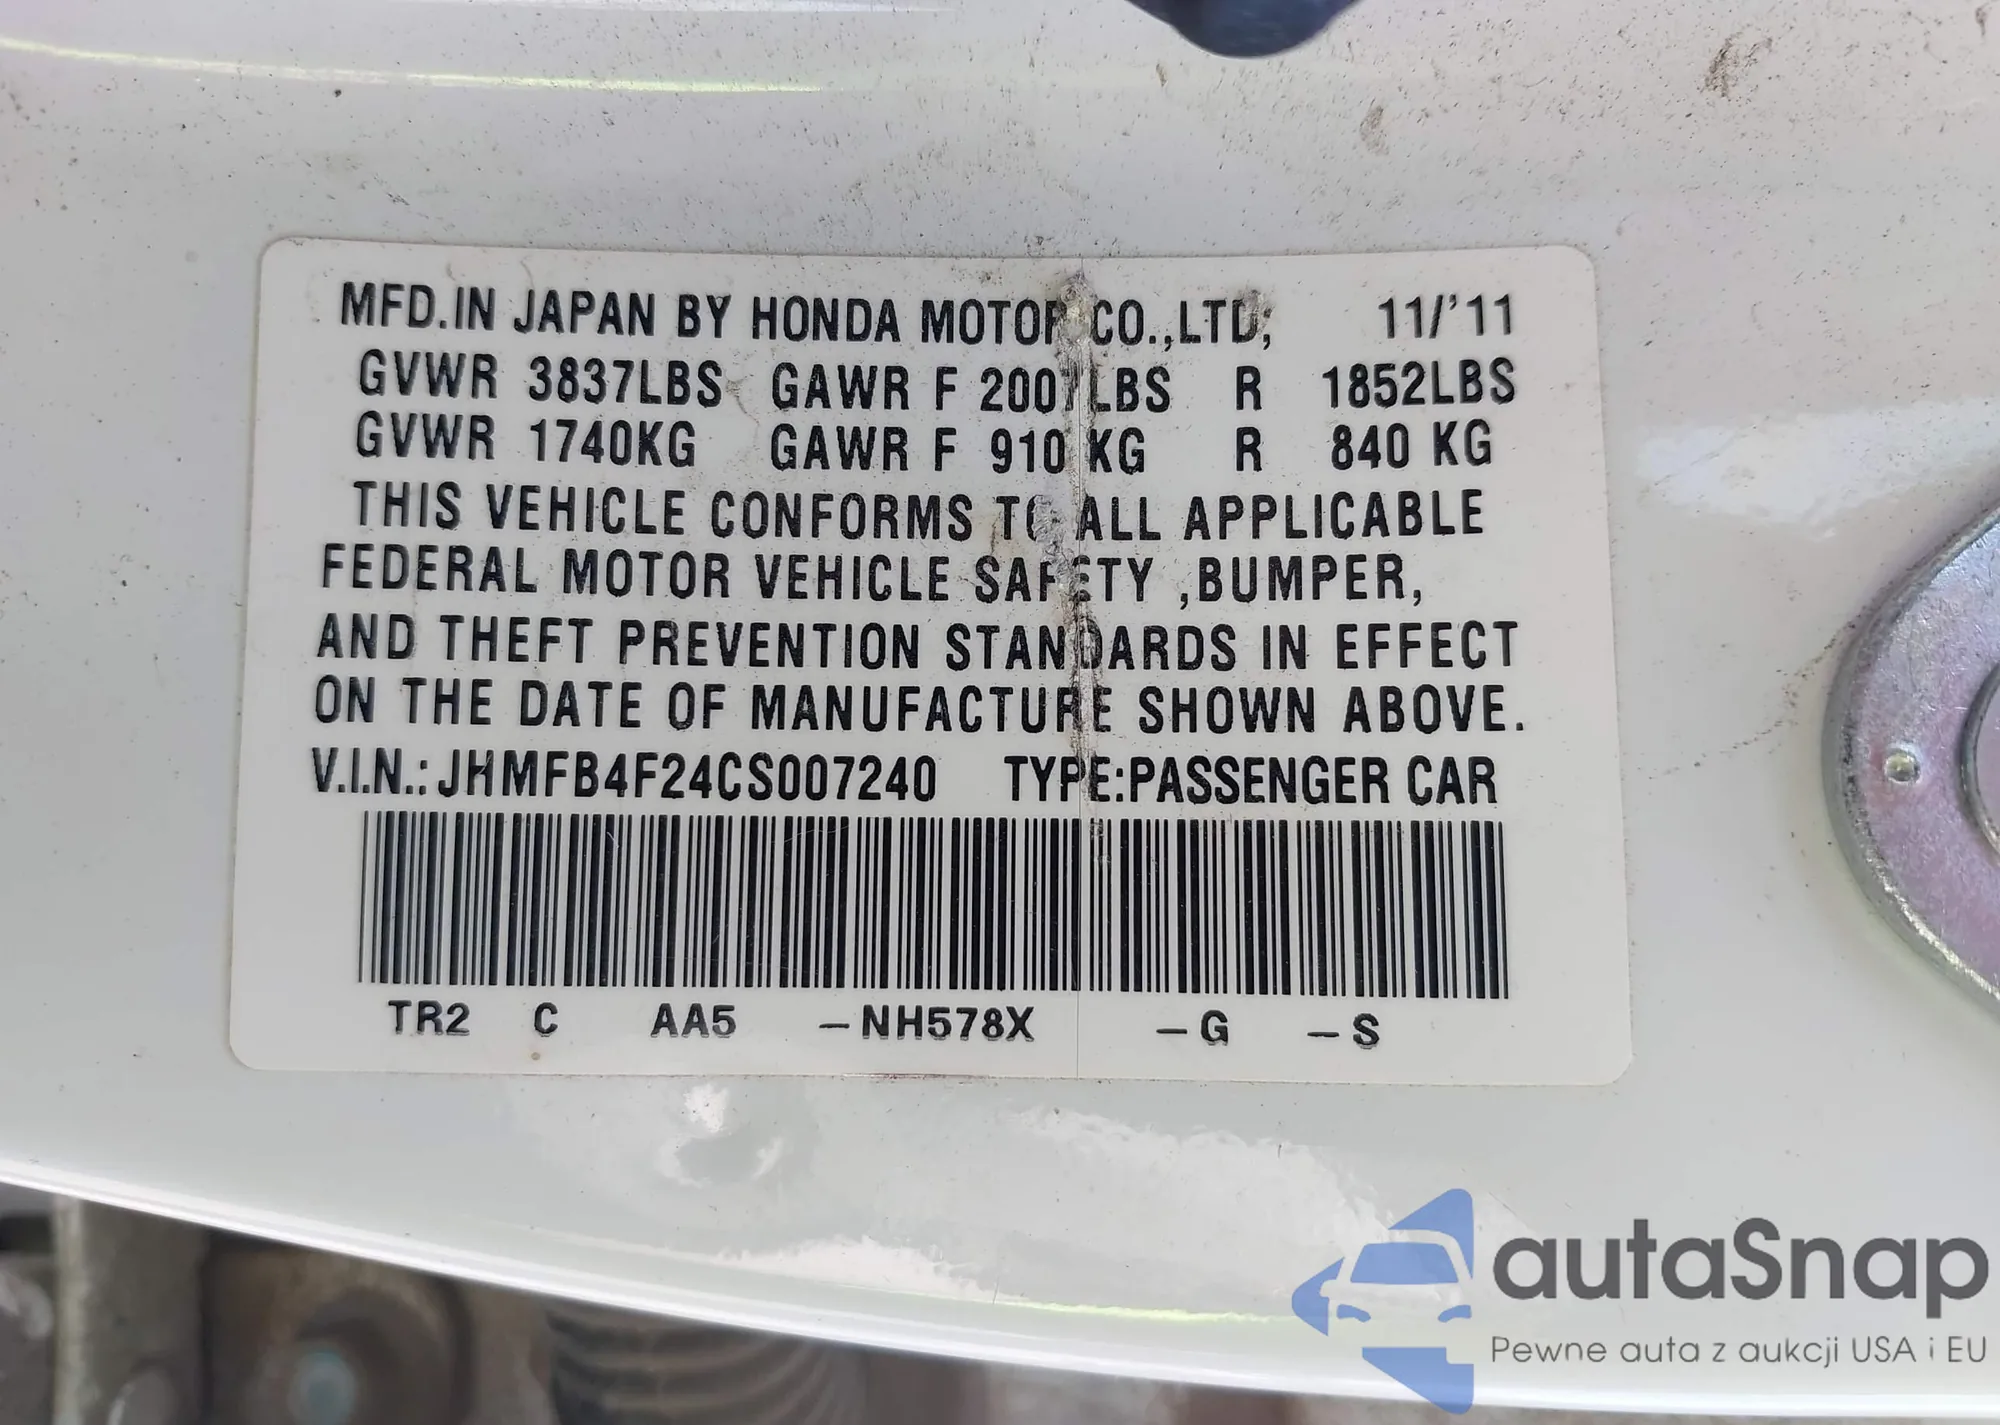 MFD.IN JAPAN BY HONDA MOTOR CO.,LTD; 11/'11
GVWR 3837LBS GAWR F 2007LBS R 1852LBS
GVWR 1740KG GAWR F 910 KG R 840 KG
THIS VEHICLE CONFORMS TO ALL APPLICABLE
FEDERAL MOTOR VEHICLE SAFETY ,BUMPER,
AND THEFT PREVENTION STANDARDS IN EFFECT
ON THE DATE OF MANUFACTURE SHOWN ABOVE.
V.I.N.: JHMFB4F24CS007240 TYPE:PASSENGER CAR
TR2 C AA5 –NH578X –G –S
autaSnap
Pewne auta z aukcji USA i EU